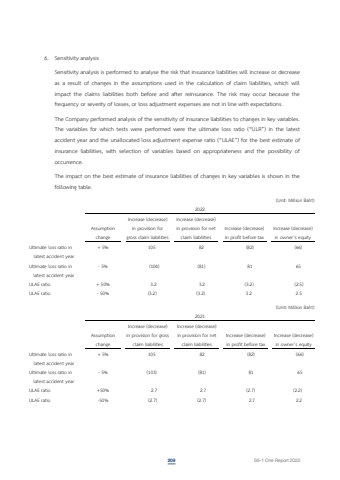 6. Sensitivity analysis
Sensitivity analysis is performed to analyse the risk that insurance liabilities will increase or decrease
as a result of changes in the assumptions used in the calculation of claim liabilities, which will
impact the claims liabilities both before and after reinsurance. The risk may occur because the
frequency or severity of losses, or loss adjustment expenses are not in line with expectations.
The Company performed analysis of the sensitivity of insurance liabilities to changes in key variables.
The variables for which tests were performed were the ultimate loss ratio ("ULR") in the latest
accident year and the unallocated loss adjustment expense ratio ("ULAE") for the best estimate of
insurance liabilities, with selection of variables based on appropriateness and the possibility of
occurrence.
The impact on the best estimate of insurance liabilities of changes in key variables is shown in the
following table.
(Unit: Million Baht)
2022
Increase (decrease) Increase (decrease)
Assumption in provision for in provision for net Increase (decrease) Increase (decrease)
change gross claim liabilities claim liabilities in profit before tax in owner's equity
Ultimate loss ratio in + 5% 105 82 (82) (66)
latest accident year
Ultimate loss ratio in - 5% (81) 81 65
latest accident year
ULAE ratio + 50% 3.2 3.2 (3.2) (2.5)
ULAE ratio - 50% (3.2) (3.2) 3.2 2.5
(Unit: Million Baht)
2021
Increase (decrease) Increase (decrease)
Assumption in provision for gross in provision for net Increase (decrease) Increase (decrease)
change claim liabilities claim liabilities in profit before tax in owner's equity
Ultimate loss ratio in + 5% 105 82 (82) (66)
latest accident year
Ultimate loss ratio in - 5% (103) (81) 81 65
latest accident year
ULAE ratio +50% 2.7 2.7 (2.7) (2.2)
ULAE ratio -50% (2.7) (2.7) 2.7 2.2
56-1 One Report 2022